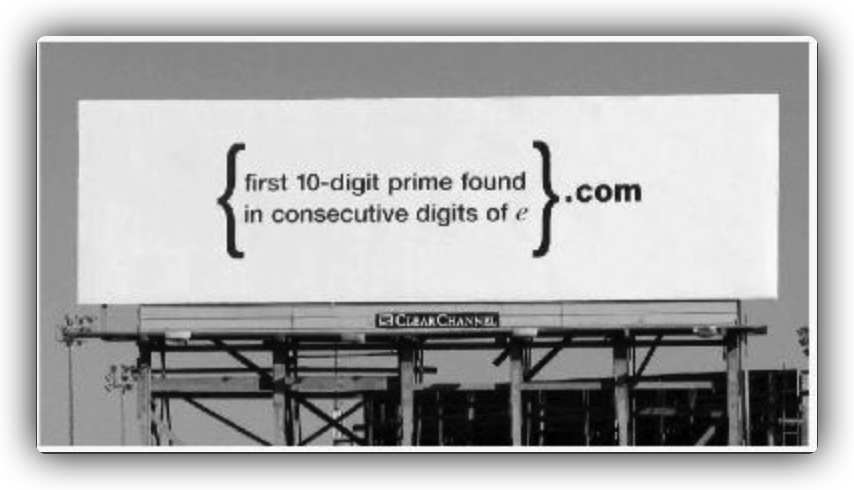 {first 10-digit prime found
in consecutive digits of e}.com
CLEARCHANNEL